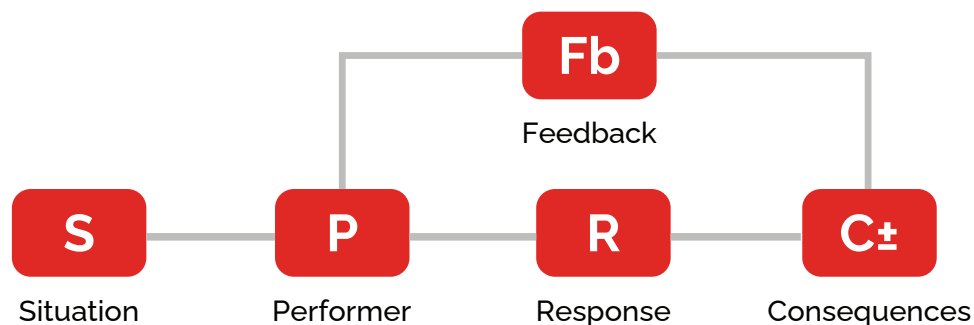 Fb
Feedback
S
P
R
C±
Situation
Performer
Response
Consequences